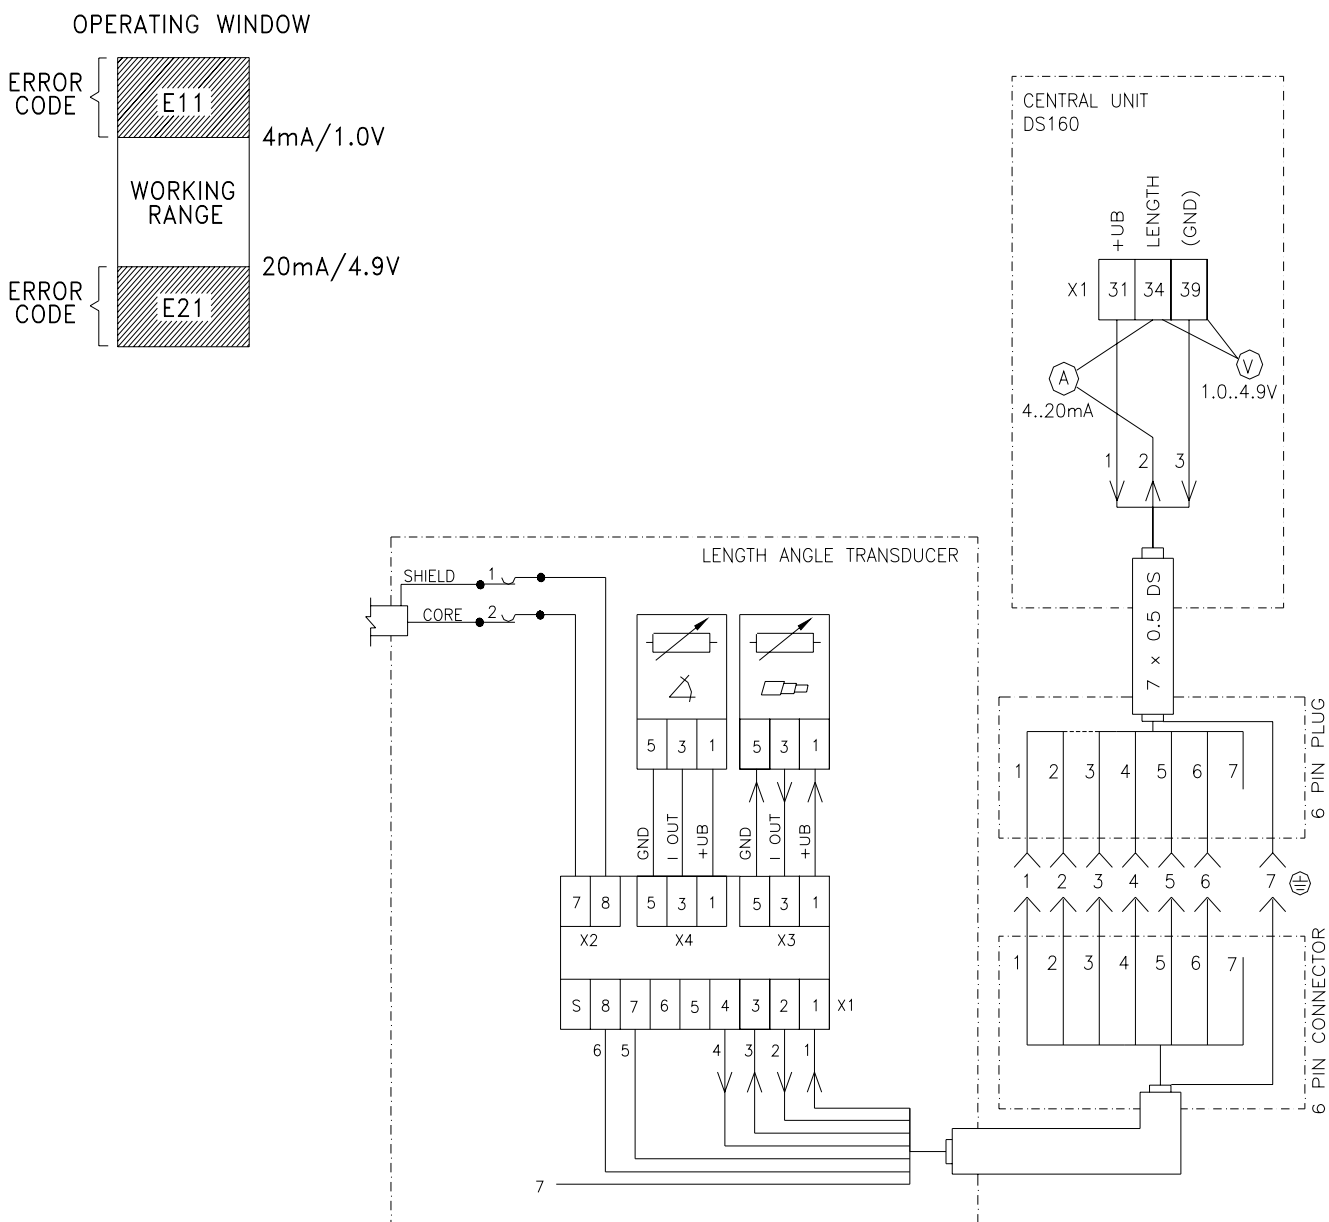 OPERATING WINDOW
ERROR
CODE
E11
4mA/1.0V
WORKING
RANGE
20mA/4.9V
ERROR
CODE
E21
CENTRAL UNIT
DS160
+UB
LENGTH
(GND)
X1 31 34 39
A
V
4..20mA
1.0..4.9V
1 2 3
7 x 0.5 DS
LENGTH ANGLE TRANSDUCER
SHIELD 1
CORE 2
5 3 1 5 3 1
GND I OUT +UB GND I OUT +UB
7 8 5 3 1 5 3 1
X2 X4 X3
S 8 7 6 5 4 3 2 1 X1
6 5 4 3 2 1
7
6 PIN PLUG
1 2 3 4 5 6 7
1 2 3 4 5 6 7
1 2 3 4 5 6 7
6 PIN CONNECTOR